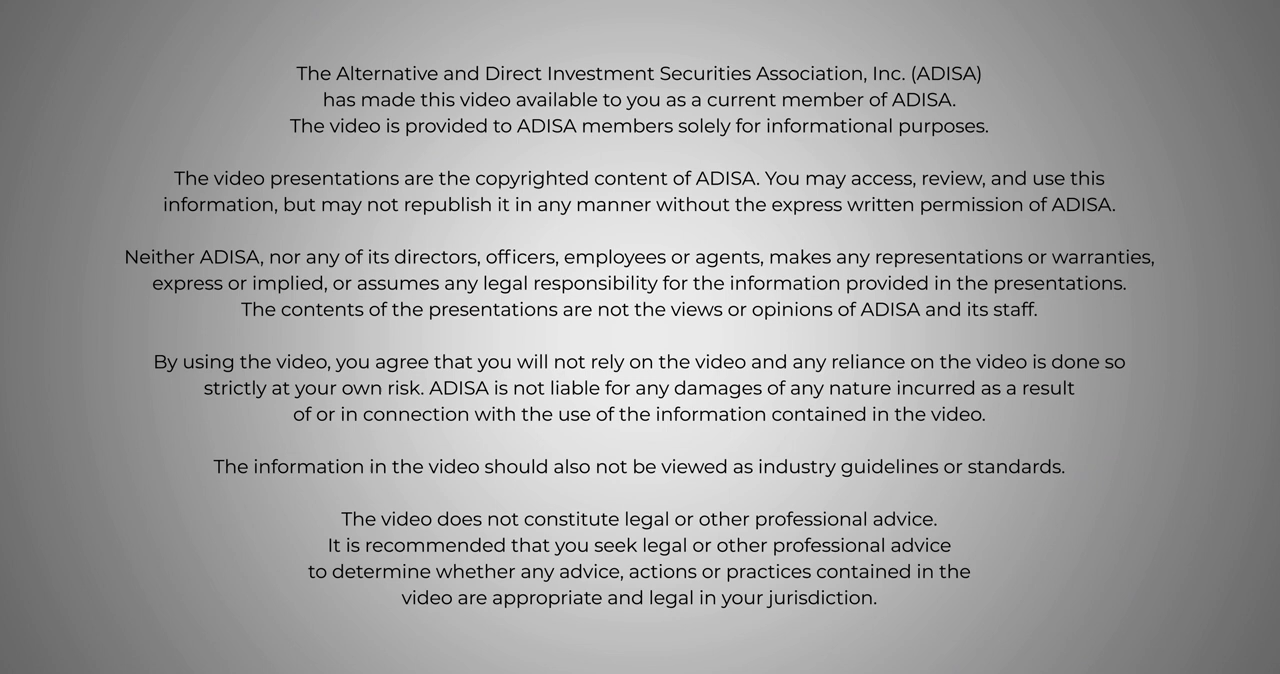 The Alternative and Direct Investment Securities Association, Inc. (ADISA)
has made this video available to you as a current member of ADISA.
The video is provided to ADISA members solely for informational purposes.
The video presentations are the copyrighted content of ADISA. You may access, review, and use this
information, but may not republish it in any manner without the express written permission of ADISA.
Neither ADISA, nor any of its directors, officers, employees or agents, makes any representations or warranties,
express or implied, or assumes any legal responsibility for the information provided in the presentations.
The contents of the presentations are not the views or opinions of ADISA and its staff.
By using the video, you agree that you will not rely on the video and any reliance on the video is done so
strictly at your own risk. ADISA is not liable for any damages of any nature incurred as a result
of or in connection with the use of the information contained in the video.
The information in the video should also not be viewed as industry guidelines or standards.
The video does not constitute legal or other professional advice.
It is recommended that you seek legal or other professional advice
to determine whether any advice, actions or practices contained in the
video are appropriate and legal in your jurisdiction.